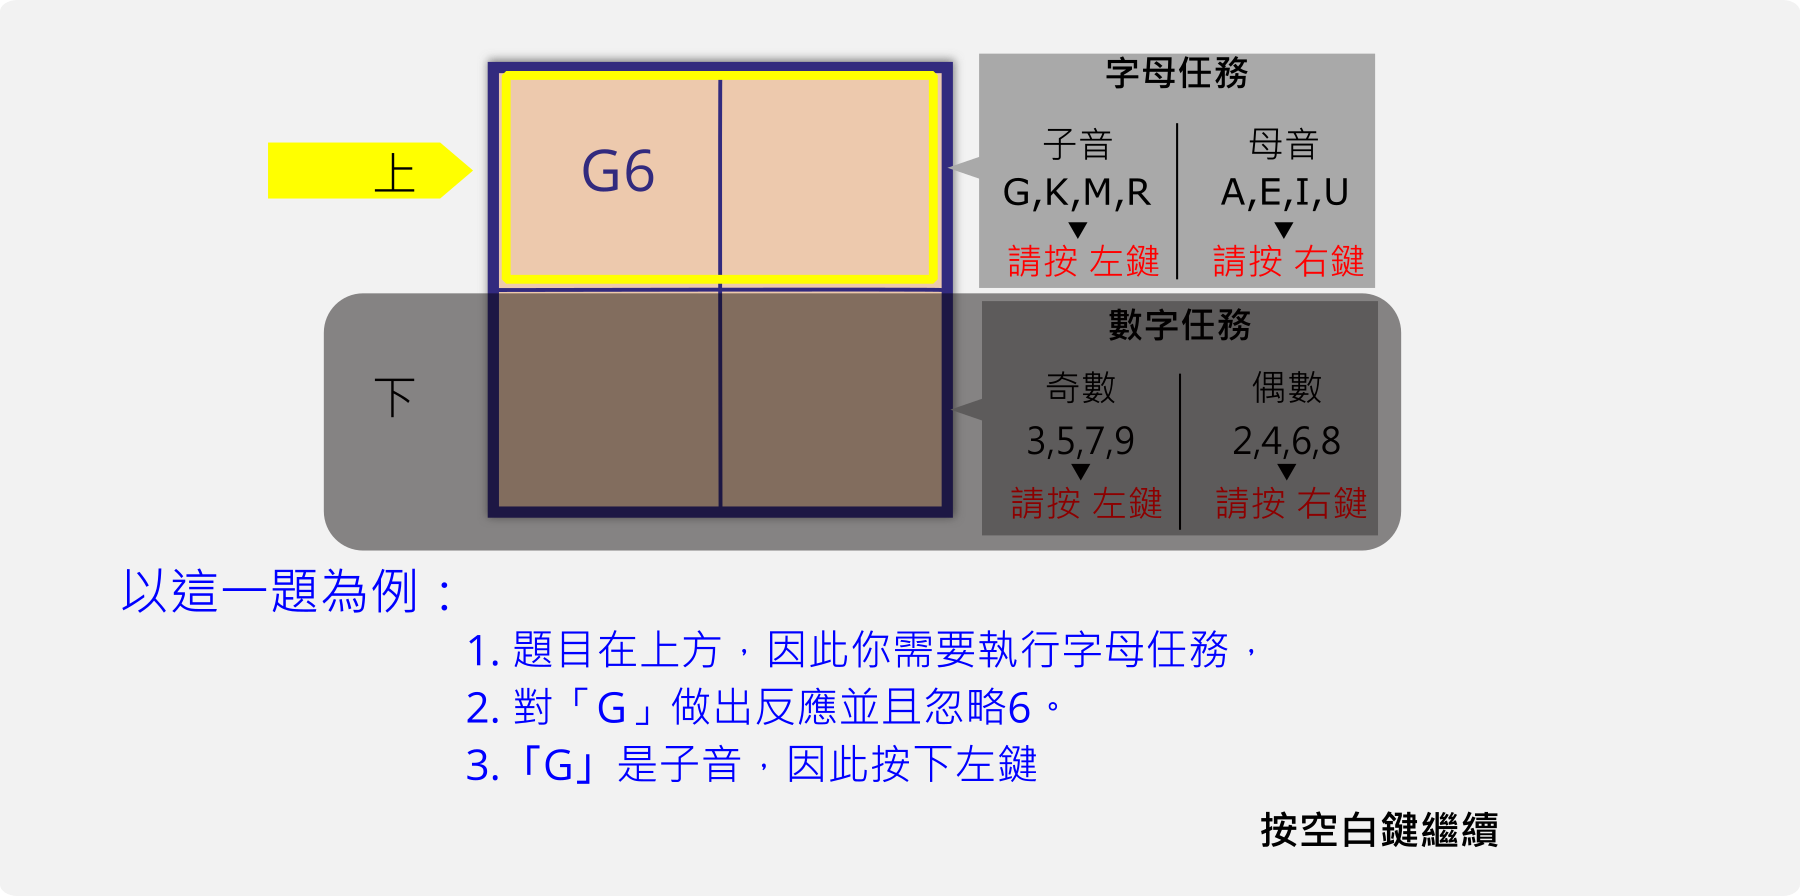 上
G6
字母任務
子音
母音
G,K,M,R
A,E,I,U
請按 左鍵
請按 右鍵
下
數字任務
奇數
偶數
3,5,7,9
2,4,6,8
請按 左鍵
請按 右鍵
以這一題為例：
1. 題目在上方，因此你需要執行字母任務，
2. 對「G」做出反應並且忽略6。
3.「G」是子音，因此按下左鍵
按空白鍵繼續